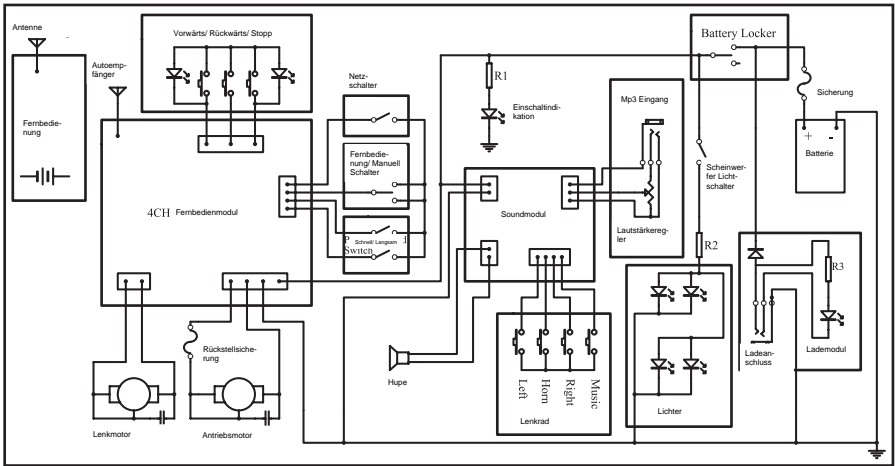 Antenne
Autoemp-
fänger
Vorwärts/ Rückwärts/ Stopp
Netz-
schalter
R1
Einschaltindi-
kation
Mp3 Eingang
Battery Locker
Sicherung
+ -
Batterie
Fernbedie-
nung
Fernbedie-
nung/ Manuell
Schalter
4CH Fernbedienmodul
Schnell/ Langsam
Switch
Soundmodul
Lautstärkereg-
ler
Scheinwer-
fer Licht-
schalter
R2
R3
Rückstellsiche-
rung
Hupe
Left
Horn
Right
Music
Lenkrad
Lichter
Ladean-
schluss
Lademodul
Lenkmotor
Antriebsmotor